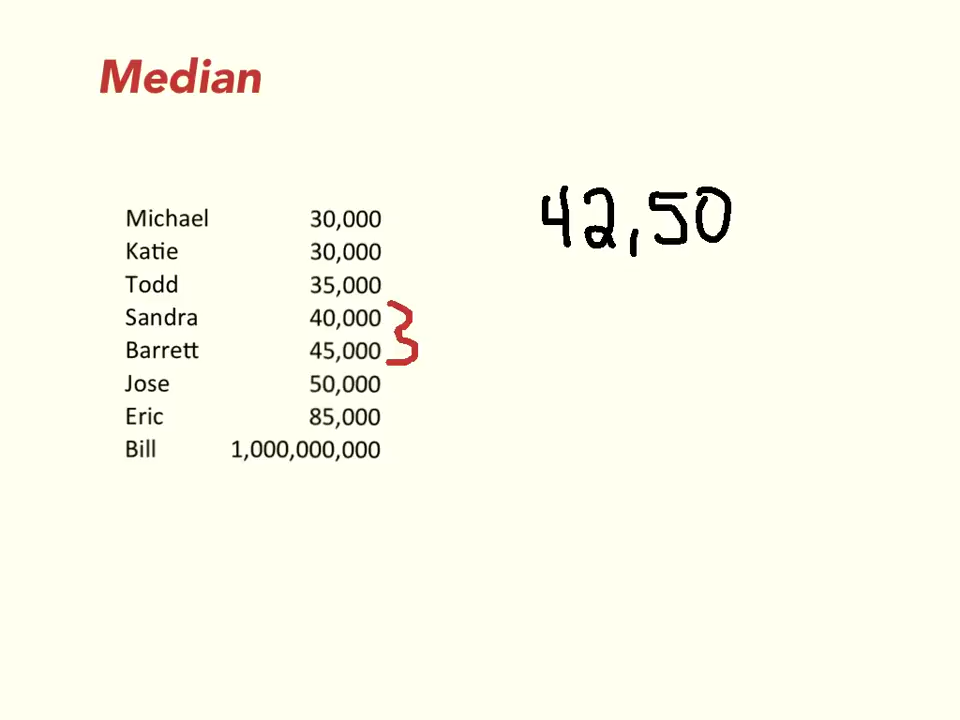 Median
Michael 30,000
Katie 30,000
Todd 35,000
Sandra 40,000
Barrett 45,000
Jose 50,000
Eric 85,000
Bill 1,000,000,000
42,50